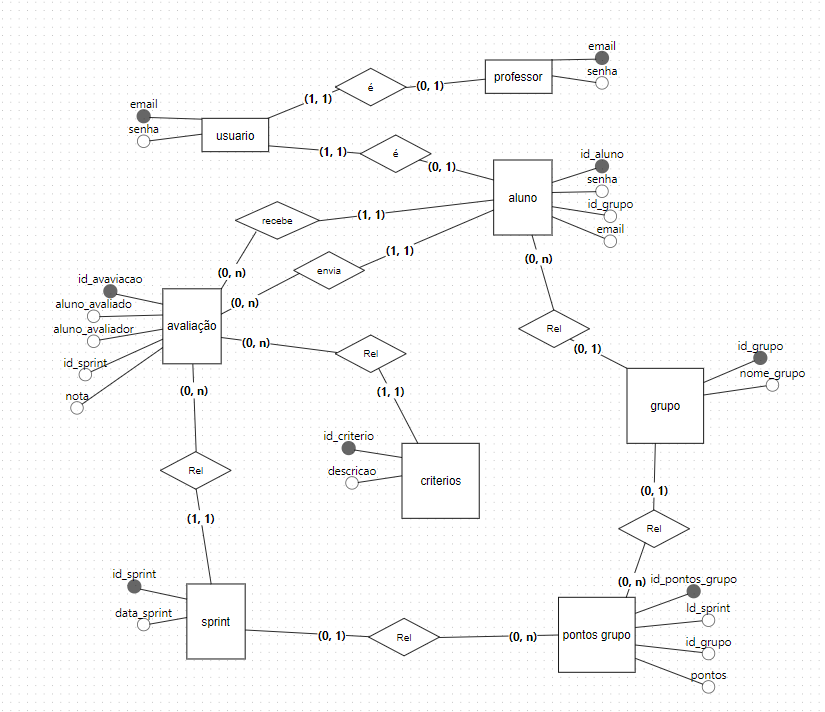 email
professor
senha
é
(0, 1)
(1, 1)
email
senha
usuario
(1, 1)
é
(0, 1)
id_aluno
senha
aluno
id_grupo
email
recebe
(1, 1)
(1, 1)
(0, n)
envia
(0, n)
(0, n)
id_avaviacao
aluno_avaliado
aluno_avaliador
avaliação
id_sprint
nota
(0, n)
Rel
(0, 1)
Rel
(1, 1)
(0, n)
id_grupo
nome_grupo
grupo
id_criterio
descricao
criterios
Rel
(1, 1)
(0, 1)
Rel
(0, n)
id_pontos_grupo
Id_sprint
id_grupo
pontos
pontos grupo
id_sprint
data_sprint
sprint
(0, 1)
Rel
(0, n)